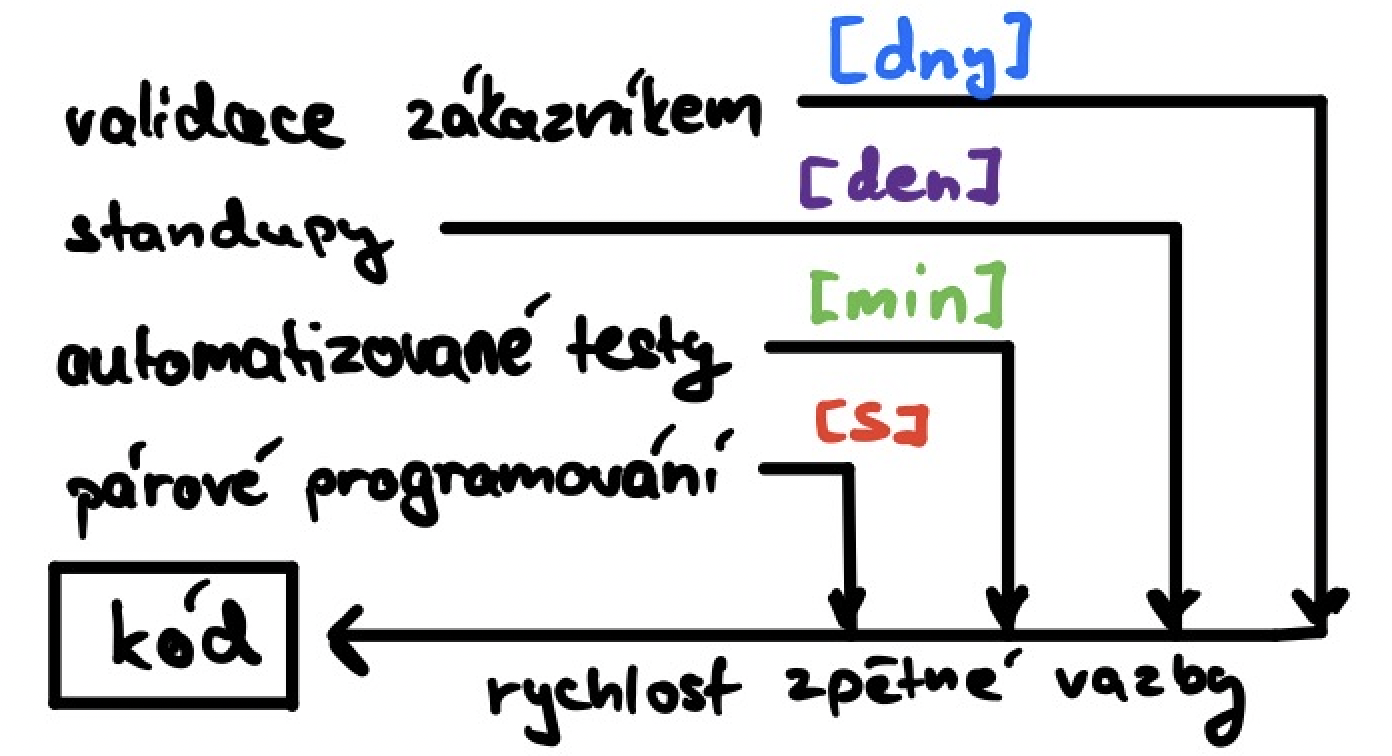 [dny]
validace zákazníkem
[den]
standupy
[min]
automatizované testy
[s]
párové programování
kód
rychlost zpětné vazby